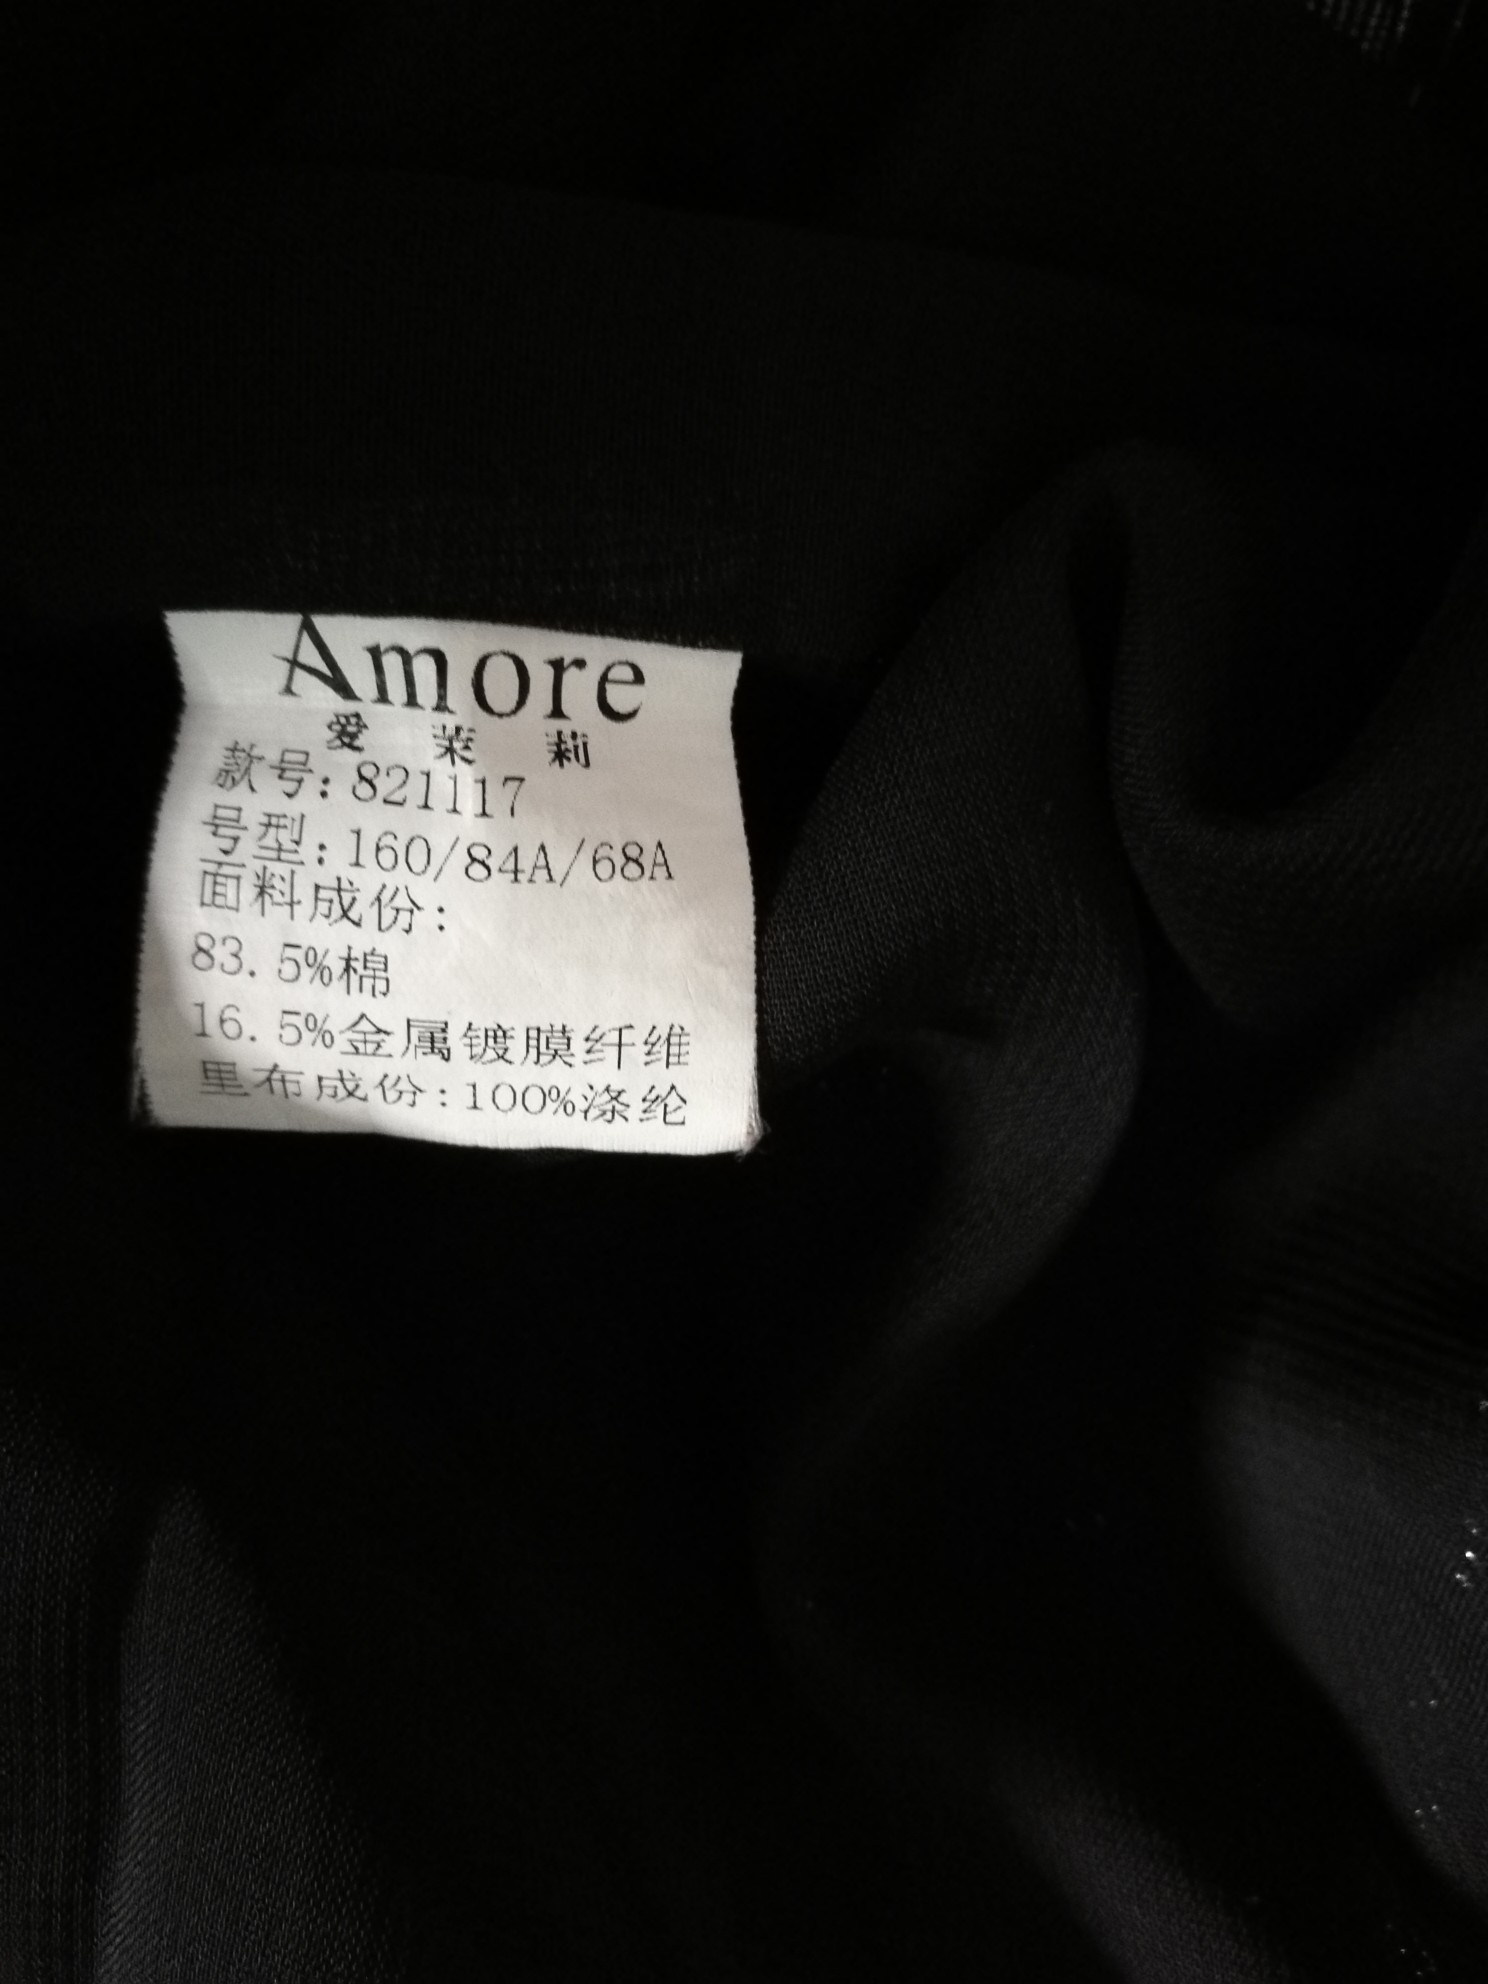 Amore
爱茉莉
款号:821117
号型:160/84A/68A
面料成份:
83.5%棉
16.5%金属镀膜纤维
里布成份:100%涤纶